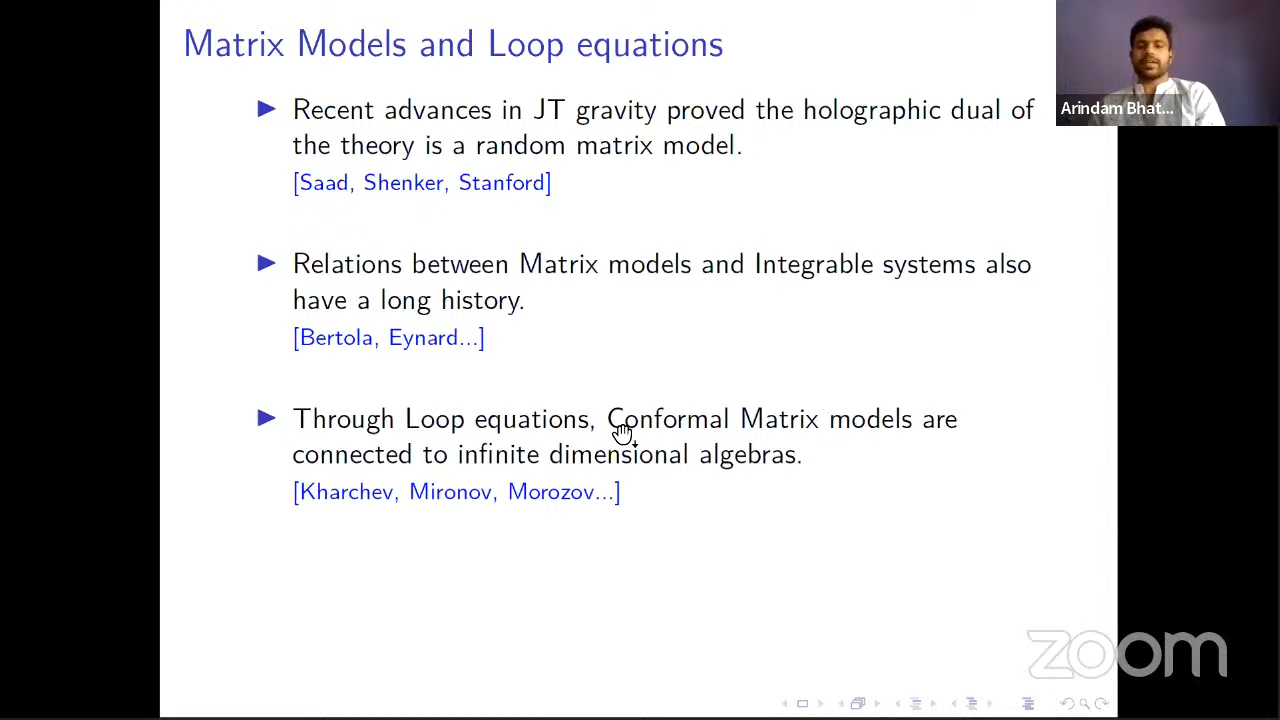 Matrix Models and Loop equations
Recent advances in JT gravity proved the holographic dual of
the theory is a random matrix model.
[Saad, Shenker, Stanford]
Relations between Matrix models and Integrable systems also
have a long history.
[Bertola, Eynard...]
Through Loop equations, Conformal Matrix models are
connected to infinite dimensional algebras.
[Kharchev, Mironov, Morozov...]
Arindam Bhat...
zoom